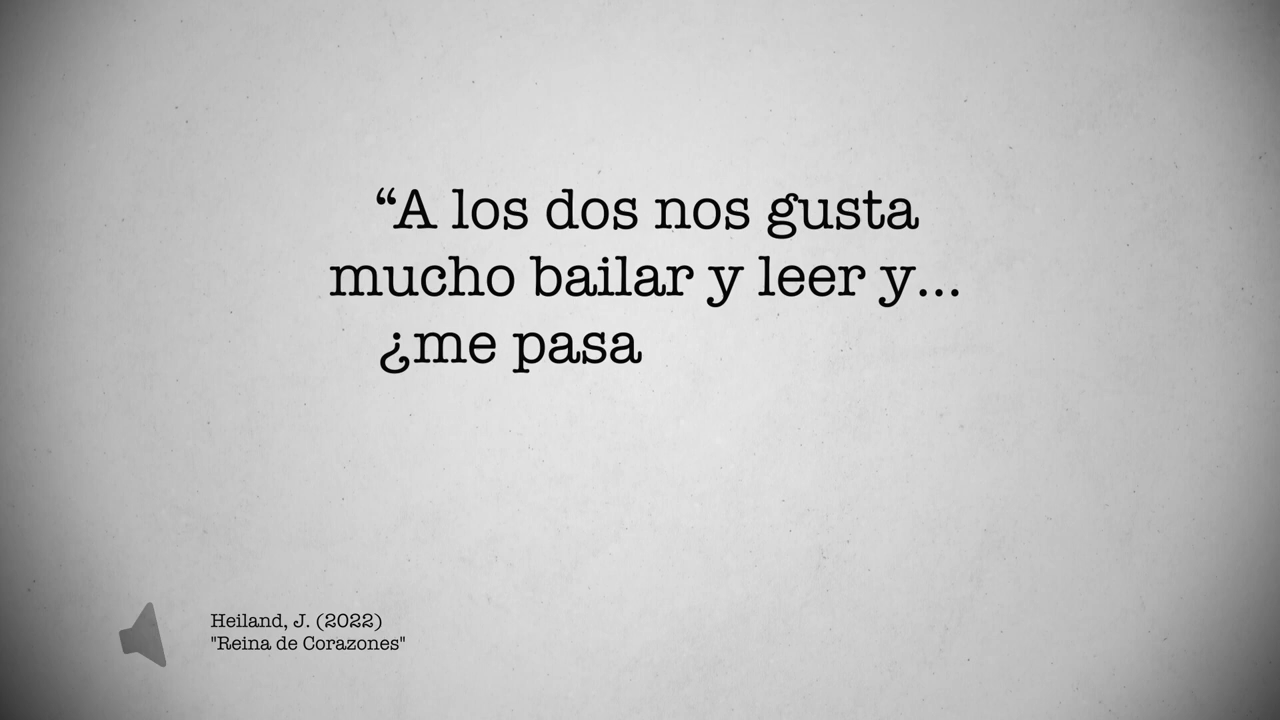 “A los dos nos gusta
mucho bailar y leer y...
¿me pasa
Heiland, J. (2022)
"Reina de Corazones"